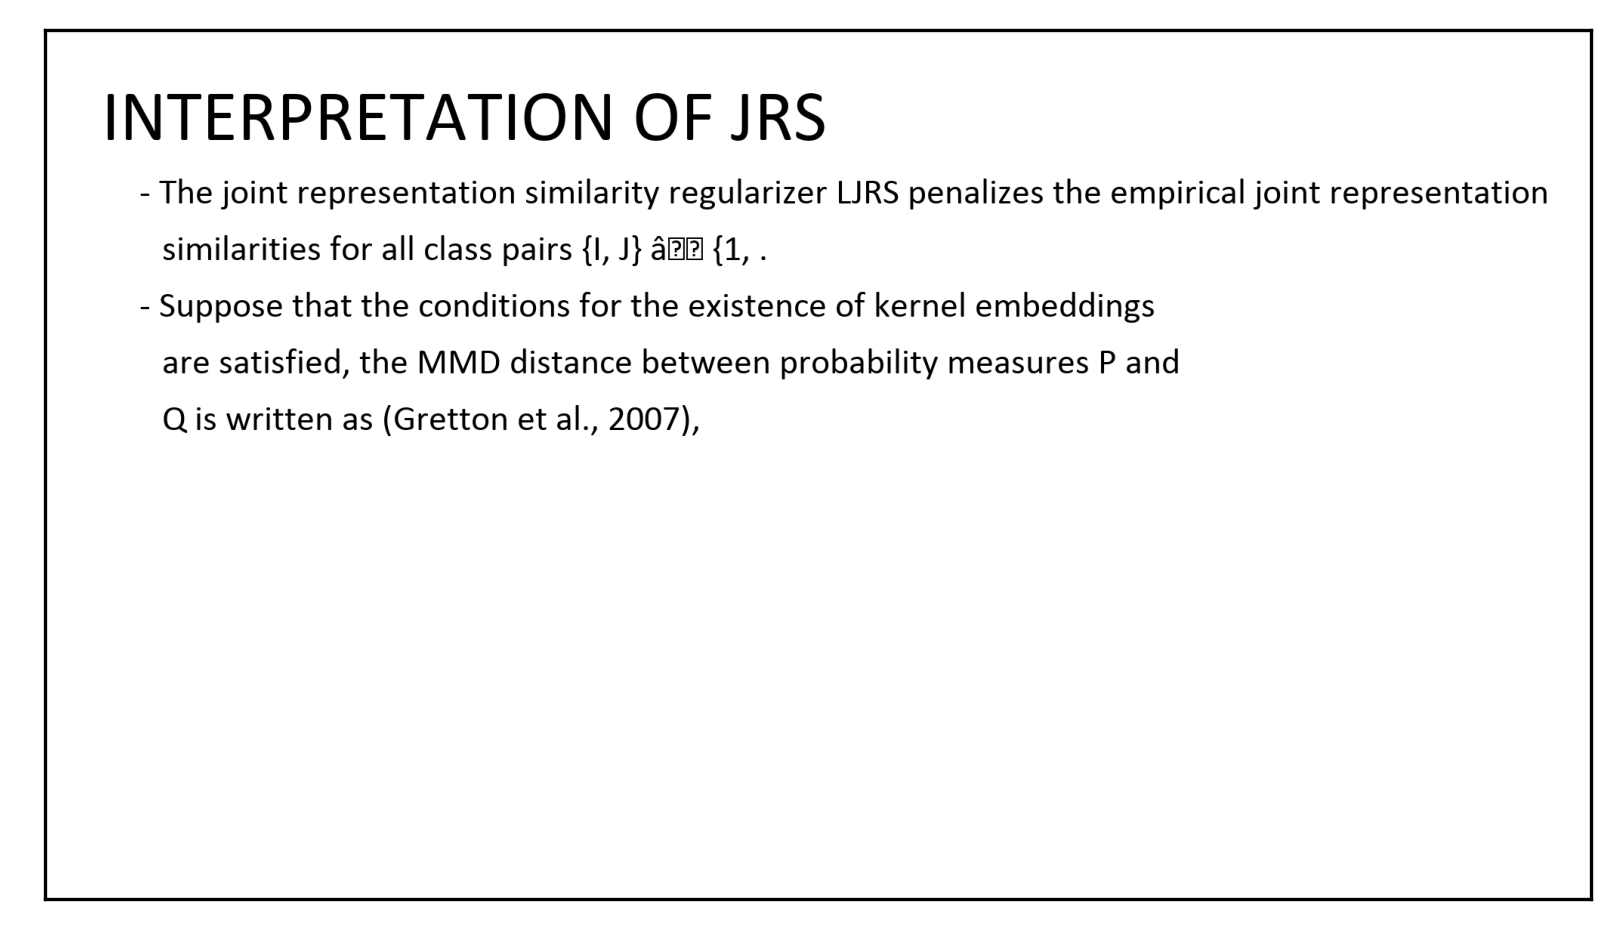 INTERPRETATION OF JRS
- The joint representation similarity regularizer LJRS penalizes the empirical joint representation
similarities for all class pairs {I, J} â�� {1, .
- Suppose that the conditions for the existence of kernel embeddings
are satisfied, the MMD distance between probability measures P and
Q is written as (Gretton et al., 2007),